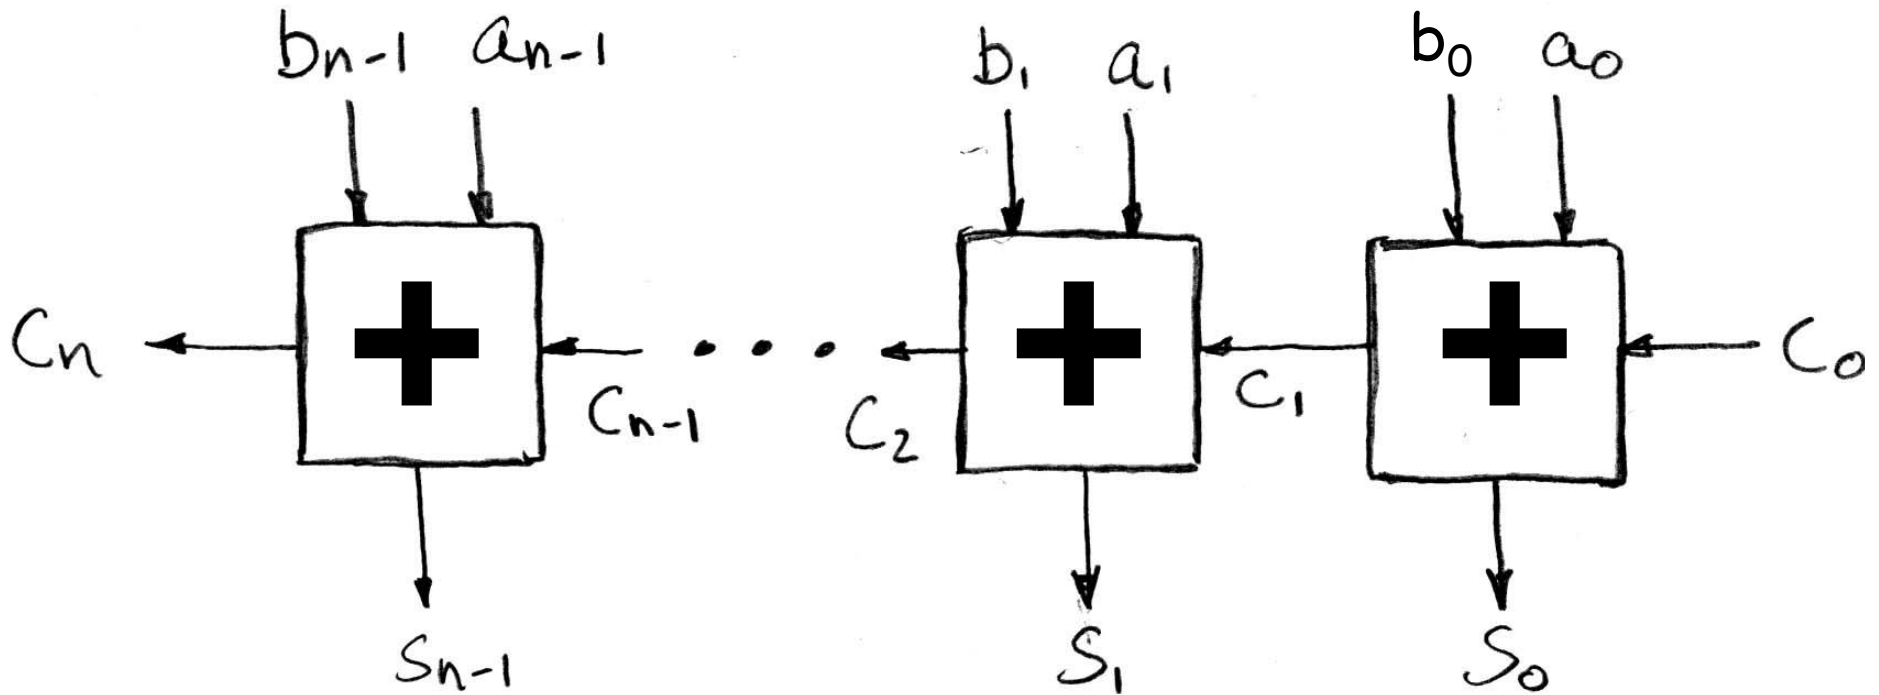 bn-1 an-1 b1 a1 b0 a0
+ + +
Cn Cn-1 C2 C1 C0
Sn-1 S1 S0